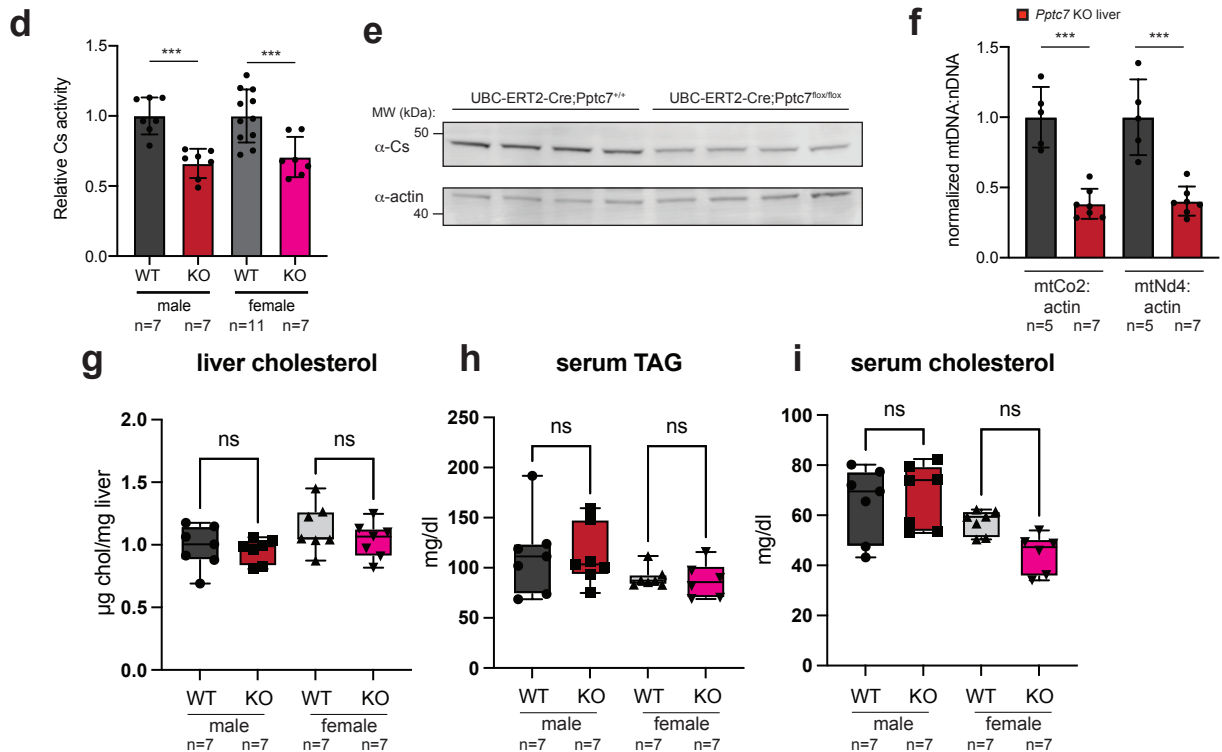 d
Relative Cs activity
1.5
1.0
0.5
0.0
***
***
WT KO WT KO
male female
n=7 n=7 n=11 n=7
e
UBC-ERT2-Cre;Pptc7+/+ UBC-ERT2-Cre;Pptc7flox/flox
MW (kDa):
50
α-Cs
α-actin
40
f
Pptc7 KO liver
normalized mtDNA:nDNA
1.5
1.0
0.5
0.0
***
***
mtCo2: mtNd4:
actin actin
n=5 n=7 n=5 n=7
g
liver cholesterol
µg chol/mg liver
2.0
1.5
1.0
0.5
0.0
ns
ns
WT KO WT KO
male female
n=7 n=7 n=7 n=7
h
serum TAG
mg/dl
250
200
150
100
50
0
ns
ns
WT KO WT KO
male female
n=7 n=7 n=7 n=7
i
serum cholesterol
mg/dl
100
80
60
40
20
0
ns
ns
WT KO WT KO
male female
n=7 n=7 n=7 n=7